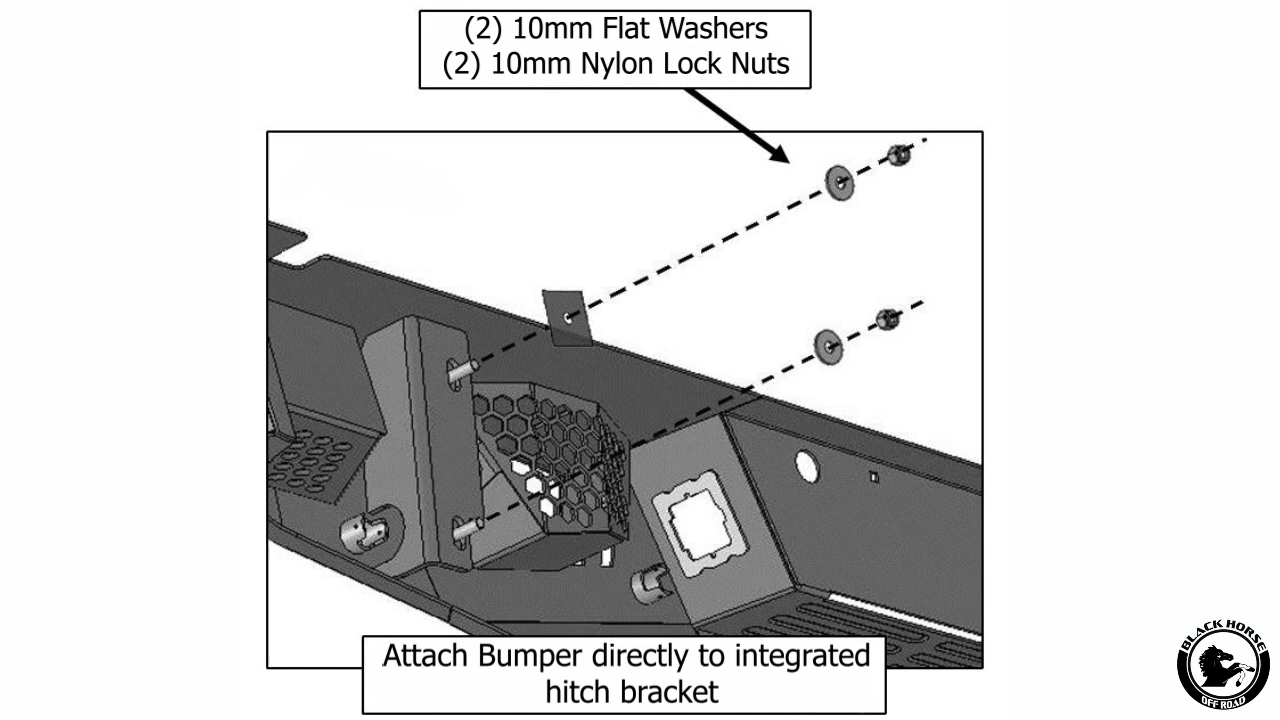 (2) 10mm Flat Washers
(2) 10mm Nylon Lock Nuts
Attach Bumper directly to integrated
hitch bracket
BLACK HORSE
OFF ROAD